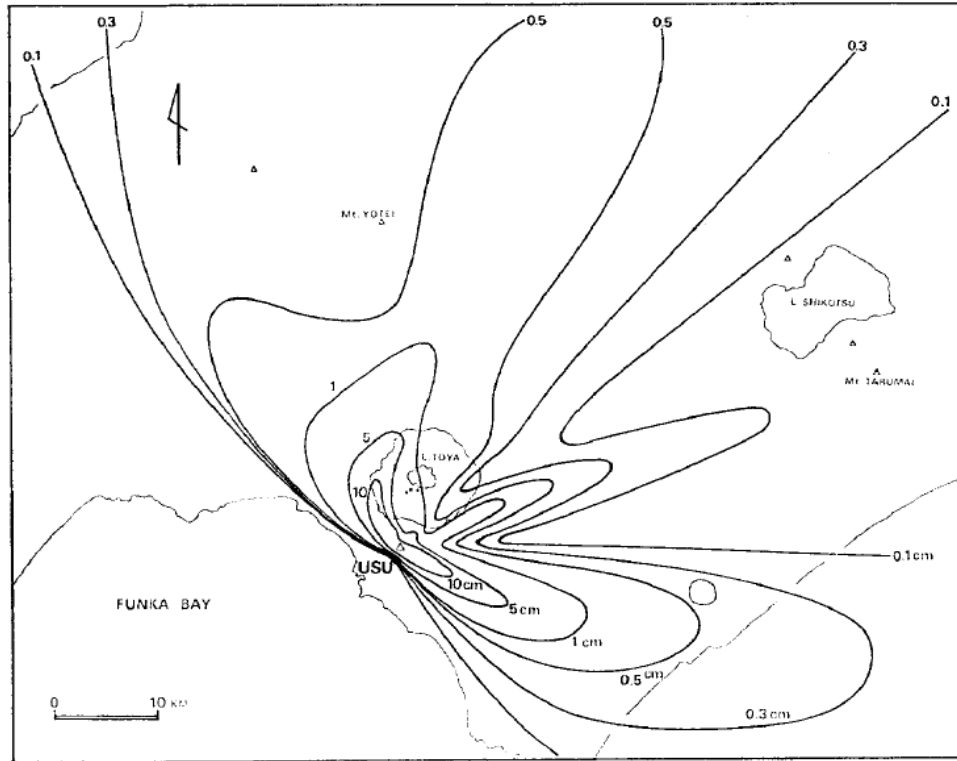 0.5
0.5
0.3
0.3
0.1
0.1
Mt. YOTEI
L. SHIKOTSU
Mt. TARUMAI
1
5
L. TOYA
10
USU
0.1 cm
10 cm
5 cm
1 cm
0.5 cm
0.3 cm
FUNKA BAY
0 10 KM